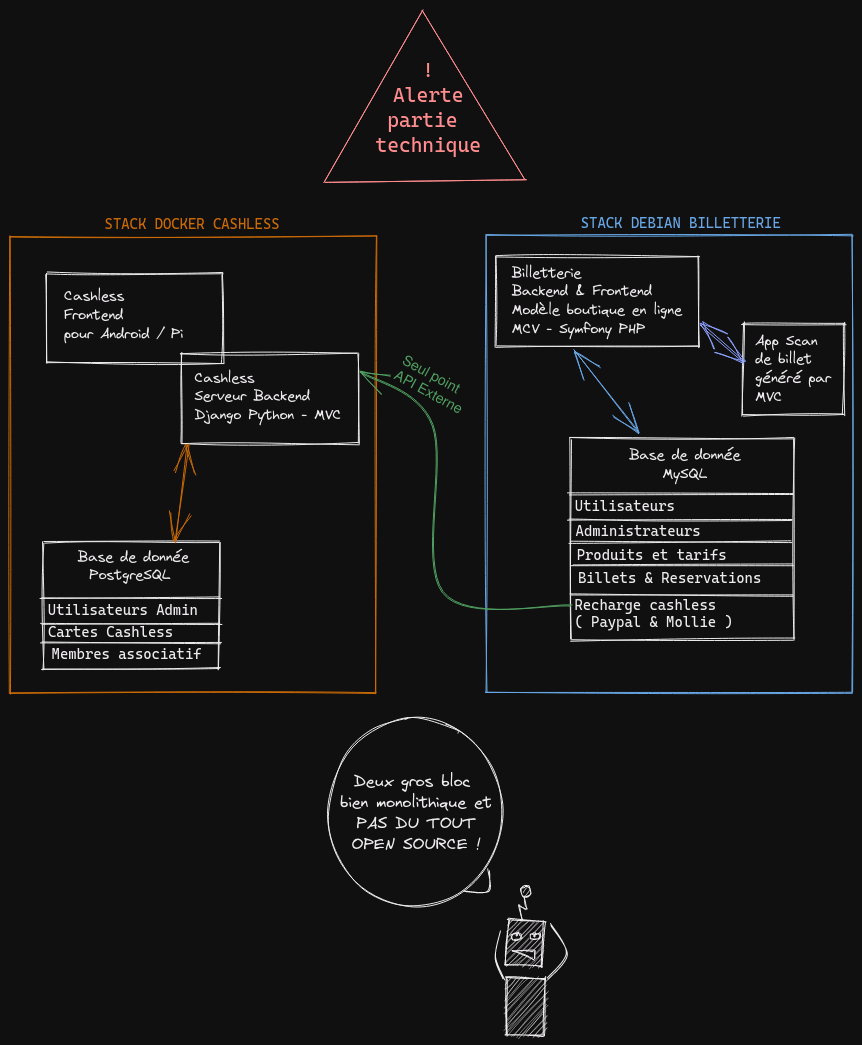 !
Alerte
partie
technique
STACK DOCKER CASHLESS
Cashless
Frontend
pour Android / Pi
Cashless
Serveur Backend
Django Python - MVC
Base de donnée
PostgreSQL
Utilisateurs Admin
Cartes Cashless
Membres associatif
Seul point
API Externe
STACK DEBIAN BILLETTERIE
Billetterie
Backend & Frontend
Modèle boutique en ligne
MCV - Symfony PHP
App Scan
de billet
généré par
MVC
Base de donnée
MySQL
Utilisateurs
Administrateurs
Produits et tarifs
Billets & Reservations
Recharge cashless
( Paypal & Mollie )
Deux gros bloc
bien monolithique et
PAS DU TOUT
OPEN SOURCE !